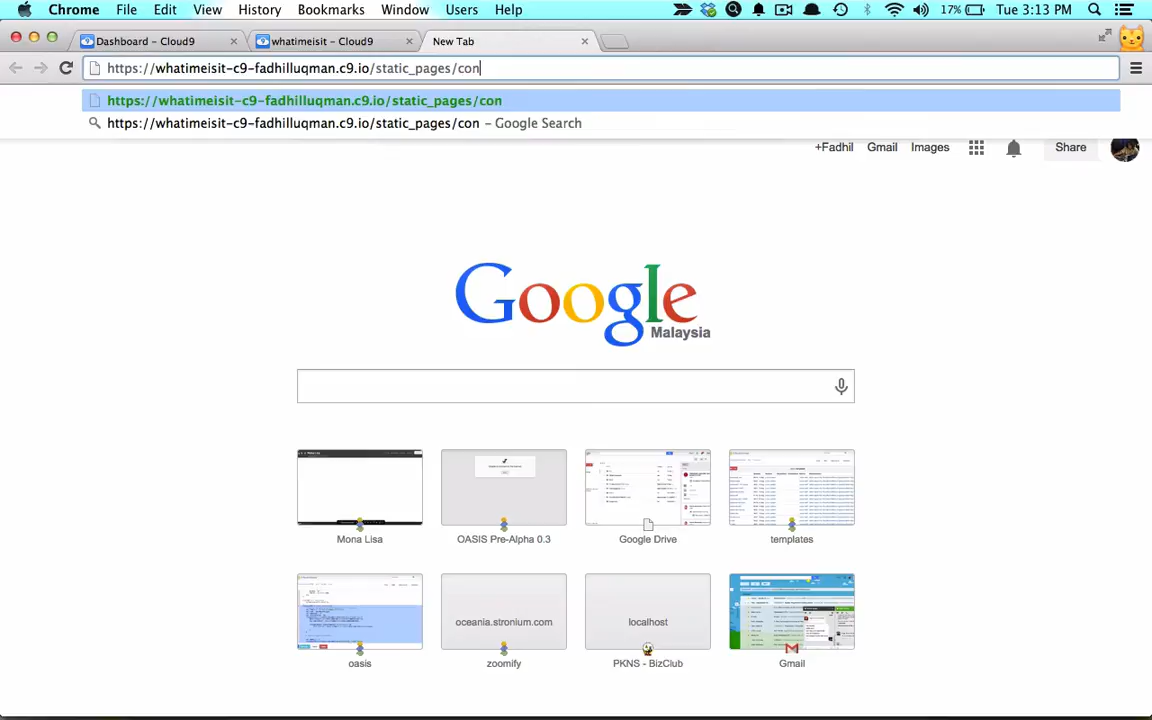 Chrome File Edit View History Bookmarks Window Users Help 17% Tue 3:13 PM
Dashboard - Cloud9 whatimeisit - Cloud9 New Tab
https://whatimeisit-c9-fadhilluqman.c9.io/static_pages/con
https://whatimeisit-c9-fadhilluqman.c9.io/static_pages/con
https://whatimeisit-c9-fadhilluqman.c9.io/static_pages/con – Google Search
+Fadhil Gmail Images Share
Google
Malaysia
Mona Lisa OASIS Pre-Alpha 0.3 Google Drive templates
oceania.stronium.com localhost
oasis zoomify PKNS - BizClub Gmail